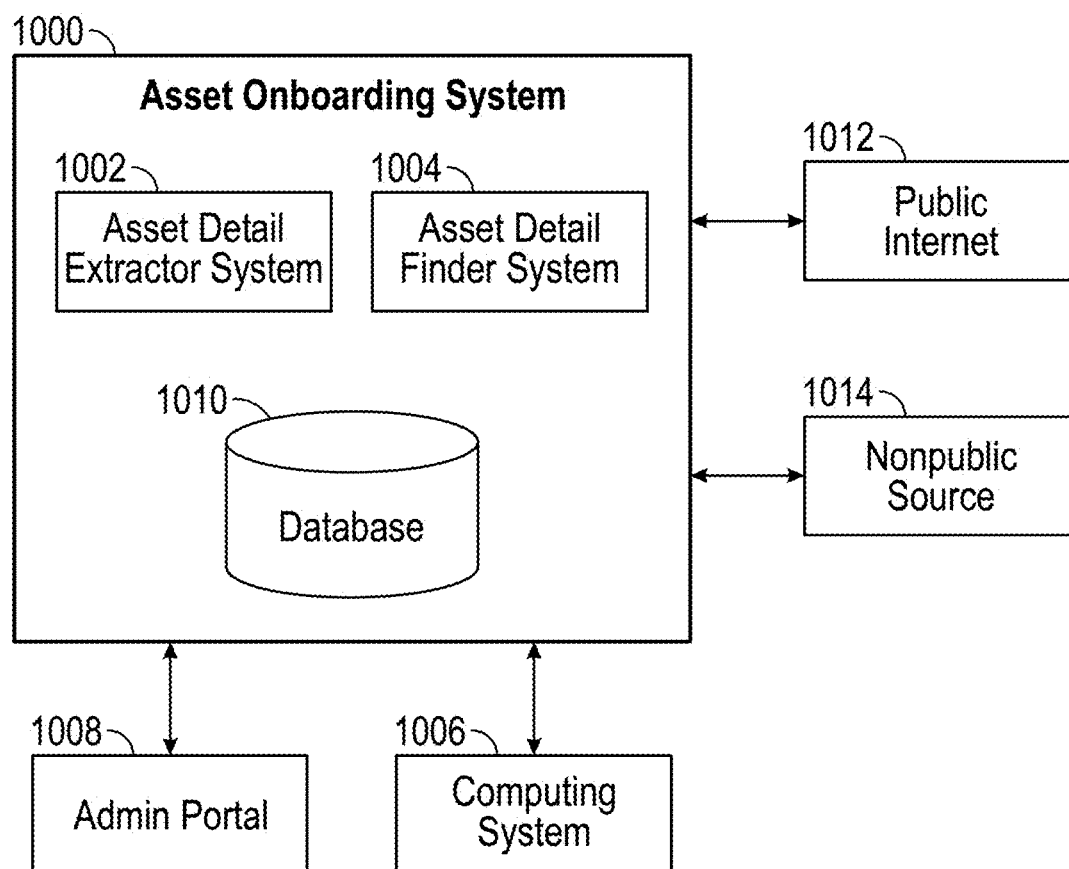 1000
Asset Onboarding System
1002
Asset Detail
Extractor System
1004
Asset Detail
Finder System
1010
Database
1012
Public
Internet
1014
Nonpublic
Source
1008
Admin Portal
1006
Computing
System